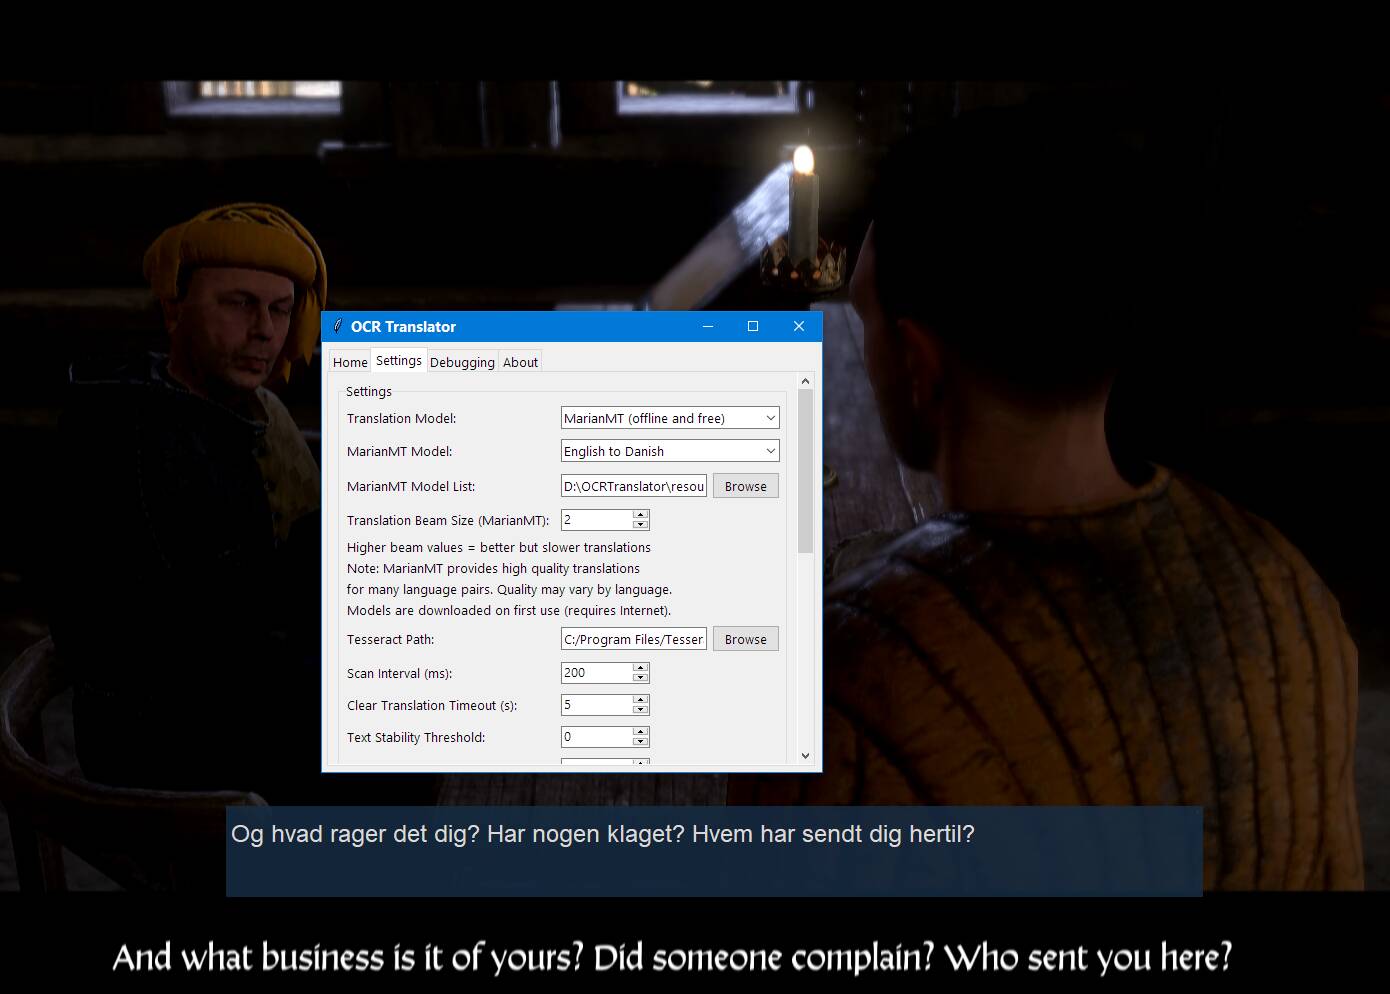 OCR Translator
Home Settings Debugging About
Settings
Translation Model: MarianMT (offline and free)
MarianMT Model: English to Danish
MarianMT Model List: D:\OCRTranslator\resou Browse
Translation Beam Size (MarianMT): 2
Higher beam values = better but slower translations
Note: MarianMT provides high quality translations
for many language pairs. Quality may vary by language.
Models are downloaded on first use (requires Internet).
Tesseract Path: C:/Program Files/Tesser Browse
Scan Interval (ms): 200
Clear Translation Timeout (s): 5
Text Stability Threshold: 0
Og hvad rager det dig? Har nogen klaget? Hvem har sendt dig hertil?
And what business is it of yours? Did someone complain? Who sent you here?